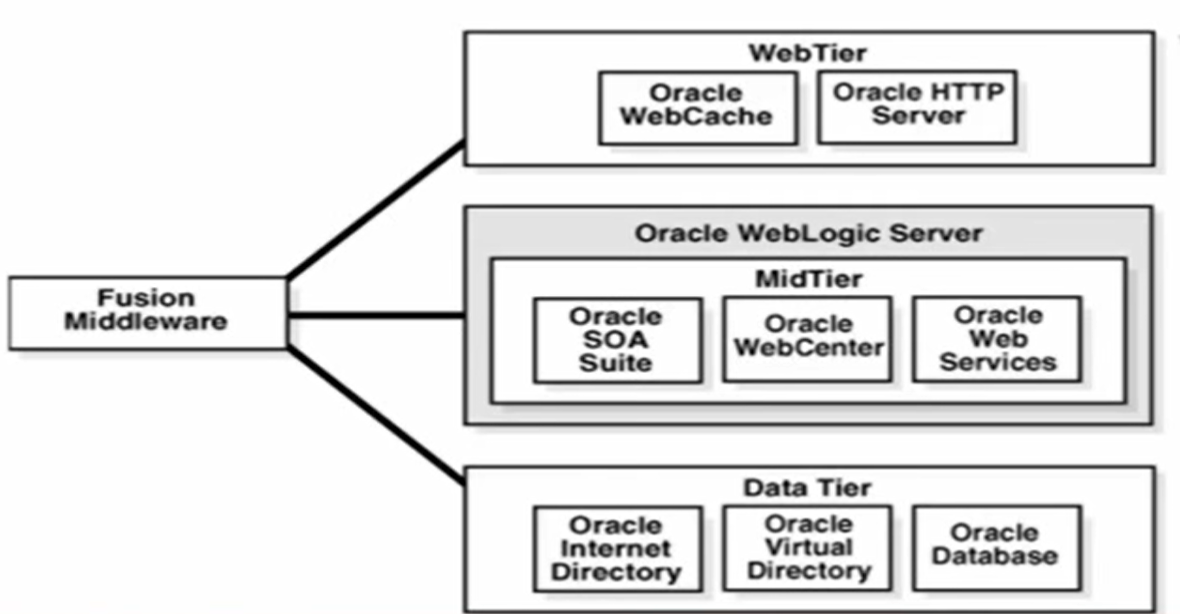 WebTier
Oracle
WebCache
Oracle HTTP
Server
Fusion
Middleware
Oracle WebLogic Server
MidTier
Oracle
SOA
Suite
Oracle
WebCenter
Oracle
Web
Services
Data Tier
Oracle
Internet
Directory
Oracle
Virtual
Directory
Oracle
Database